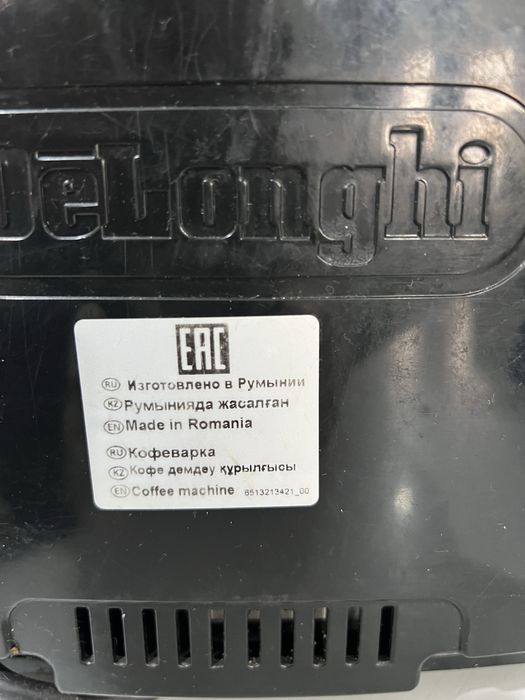 DeLonghi
EAC
RU Изготовлено в Румынии
KZ Румынияда жасалған
EN Made in Romania
RU Кофеварка
KZ Кофе демдеу құрылғысы
EN Coffee machine 6513213421_00